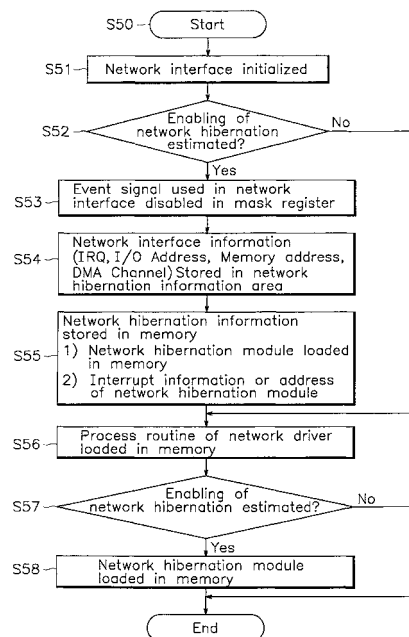 S50
Start
S51
Network interface initialized
S52
Enabling of
network hibernation
estimated?
No
Yes
S53
Event signal used in network
interface disabled in mask register
S54
Network interface information
(IRQ, I/O Address, Memory address,
DMA Channel) Stored in network
hibernation information area
S55
Network hibernation information
stored in memory
1) Network hibernation module loaded
in memory
2) Interrupt information or address
of network hibernation module
S56
Process routine of network driver
loaded in memory
S57
Enabling of
network hibernation estimated?
No
Yes
S58
Network hibernation module
loaded in memory
End